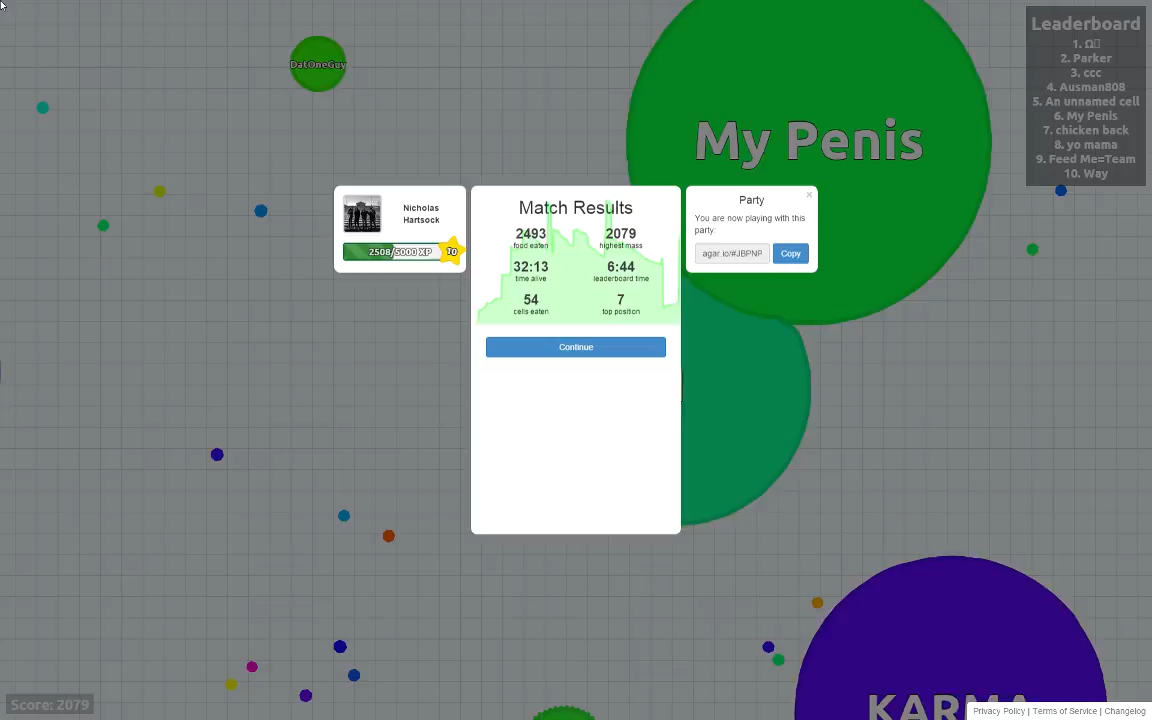 Leaderboard
1. Ω
2. Parker
3. ccc
4. Ausman808
5. An unnamed cell
6. My Penis
7. chicken back
8. yo mama
9. Feed Me=Team
10. Way
DatOneGuy
My Penis
Nicholas
Hartsock
2508/5000 XP
10
Match Results
2493
food eaten
2079
highest mass
32:13
time alive
6:44
leaderboard time
54
cells eaten
7
top position
Continue
Party
×
You are now playing with this
party:
agar.io/#JBPNP
Copy
KARMA
Score: 2079
Privacy Policy | Terms of Service | Changelog